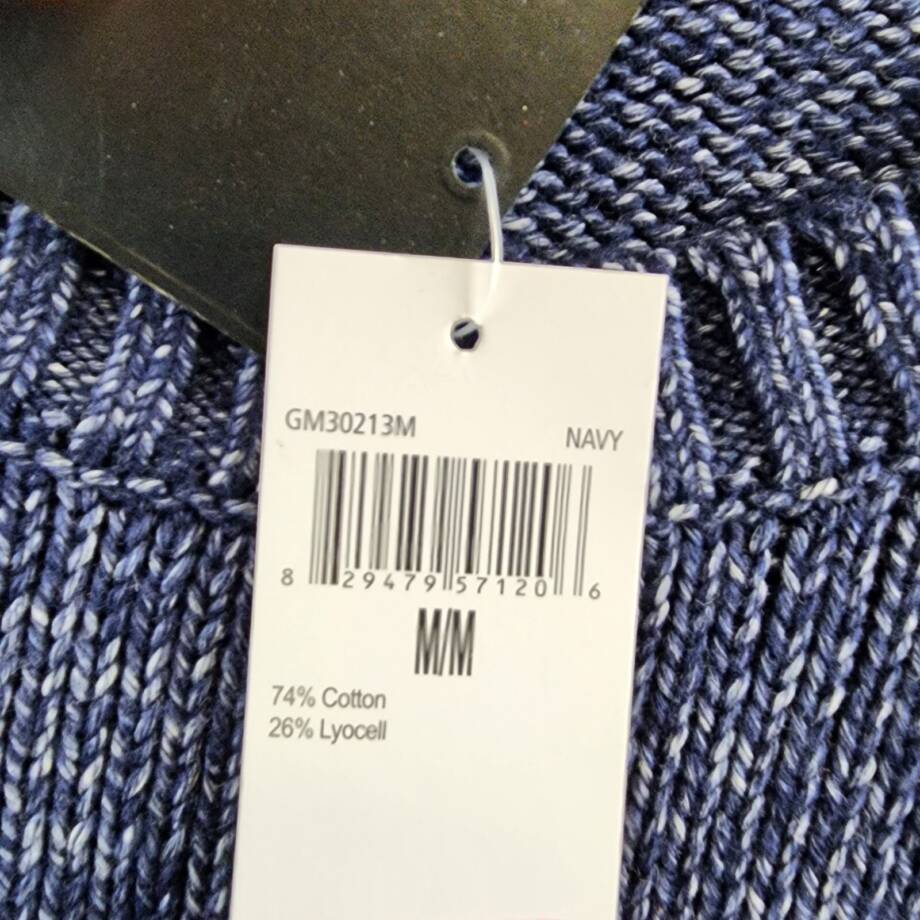 GM30213M
NAVY
8 29479 57120 6
M/M
74% Cotton
26% Lyocell